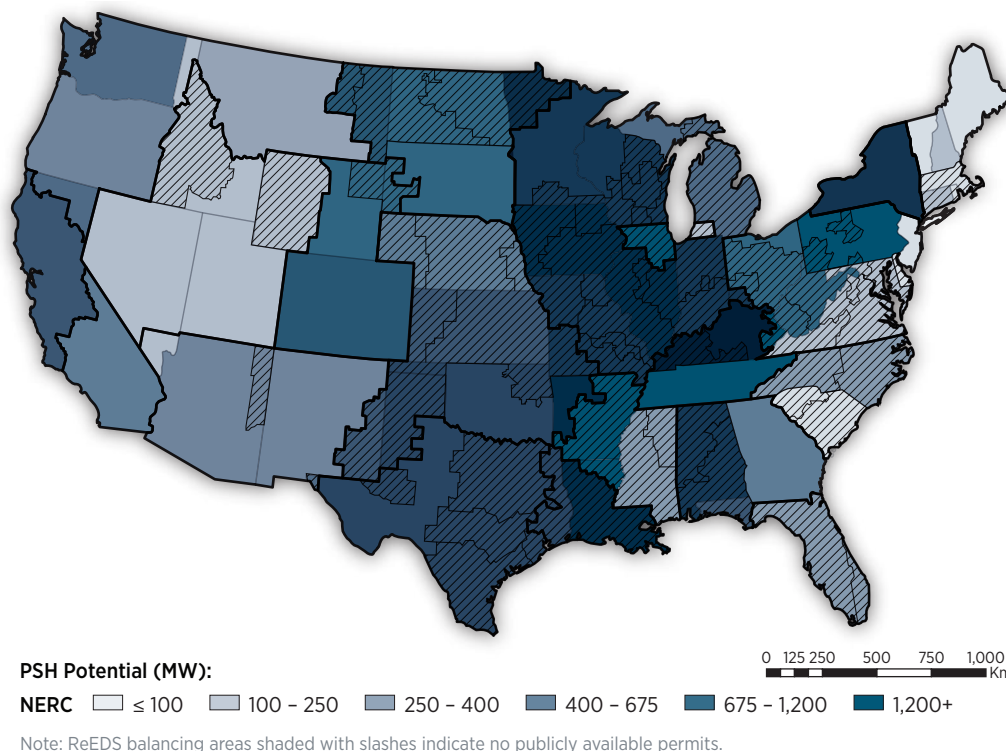 PSH Potential (MW):
0 125 250 500 750 1,000
Km
NERC ≤ 100 100 – 250 250 – 400 400 – 675 675 – 1,200 1,200+
Note: ReEDS balancing areas shaded with slashes indicate no publicly available permits.